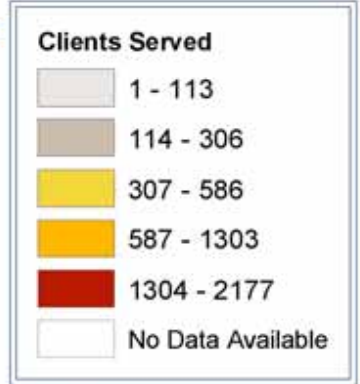 Clients Served
1 - 113
114 - 306
307 - 586
587 - 1303
1304 - 2177
No Data Available